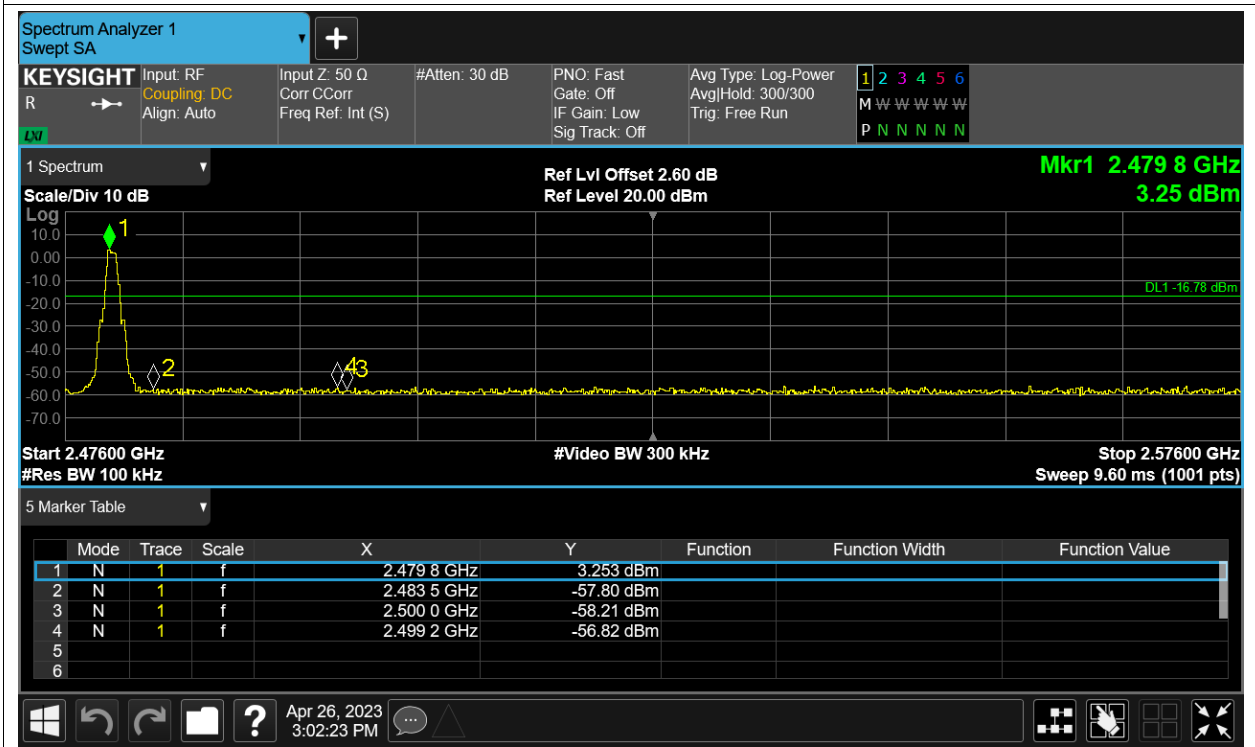 Spectrum Analyzer 1
Swept SA
KEYSIGHT
R
LXI
Input: RF
Coupling: DC
Align: Auto
Input Z: 50 Ω
Corr CCorr
Freq Ref: Int (S)
#Atten: 30 dB
PNO: Fast
Gate: Off
IF Gain: Low
Sig Track: Off
Avg Type: Log-Power
Avg|Hold: 300/300
Trig: Free Run
1 2 3 4 5 6
M W W W W W
P N N N N N
1 Spectrum
Scale/Div 10 dB
Ref Lvl Offset 2.60 dB
Ref Level 20.00 dBm
Mkr1 2.479 8 GHz
3.25 dBm
Log
10.0
0.00
-10.0
-20.0
-30.0
-40.0
-50.0
-60.0
-70.0
1
2
43
DL1 -16.78 dBm
Start 2.47600 GHz
#Res BW 100 kHz
#Video BW 300 kHz
Stop 2.57600 GHz
Sweep 9.60 ms (1001 pts)
5 Marker Table
Mode Trace Scale X Y Function Function Width Function Value
1 N 1 f 2.479 8 GHz 3.253 dBm
2 N 1 f 2.483 5 GHz -57.80 dBm
3 N 1 f 2.500 0 GHz -58.21 dBm
4 N 1 f 2.499 2 GHz -56.82 dBm
5
6
?
Apr 26, 2023
3:02:23 PM